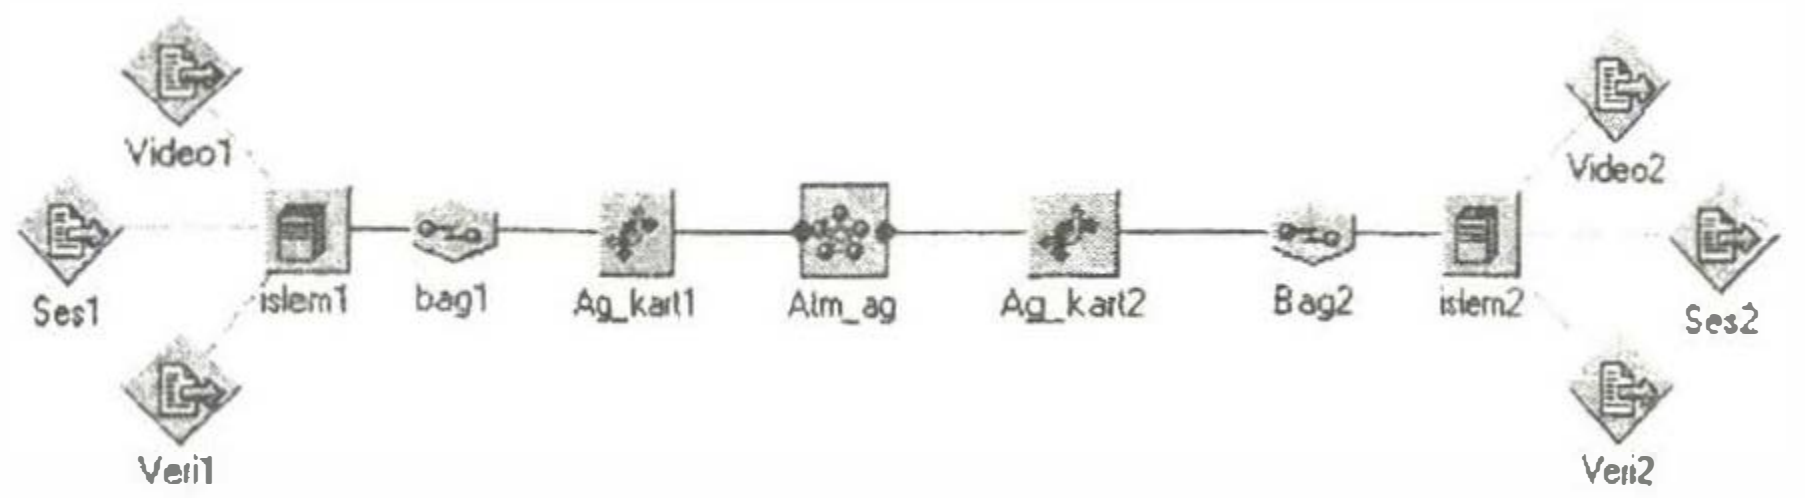 Video1
Video2
Ses1
islem1
bag1
Ag_kart1
Atm_ag
Ag_kart2
Bag2
islem2
Ses2
Veri1
Veri2